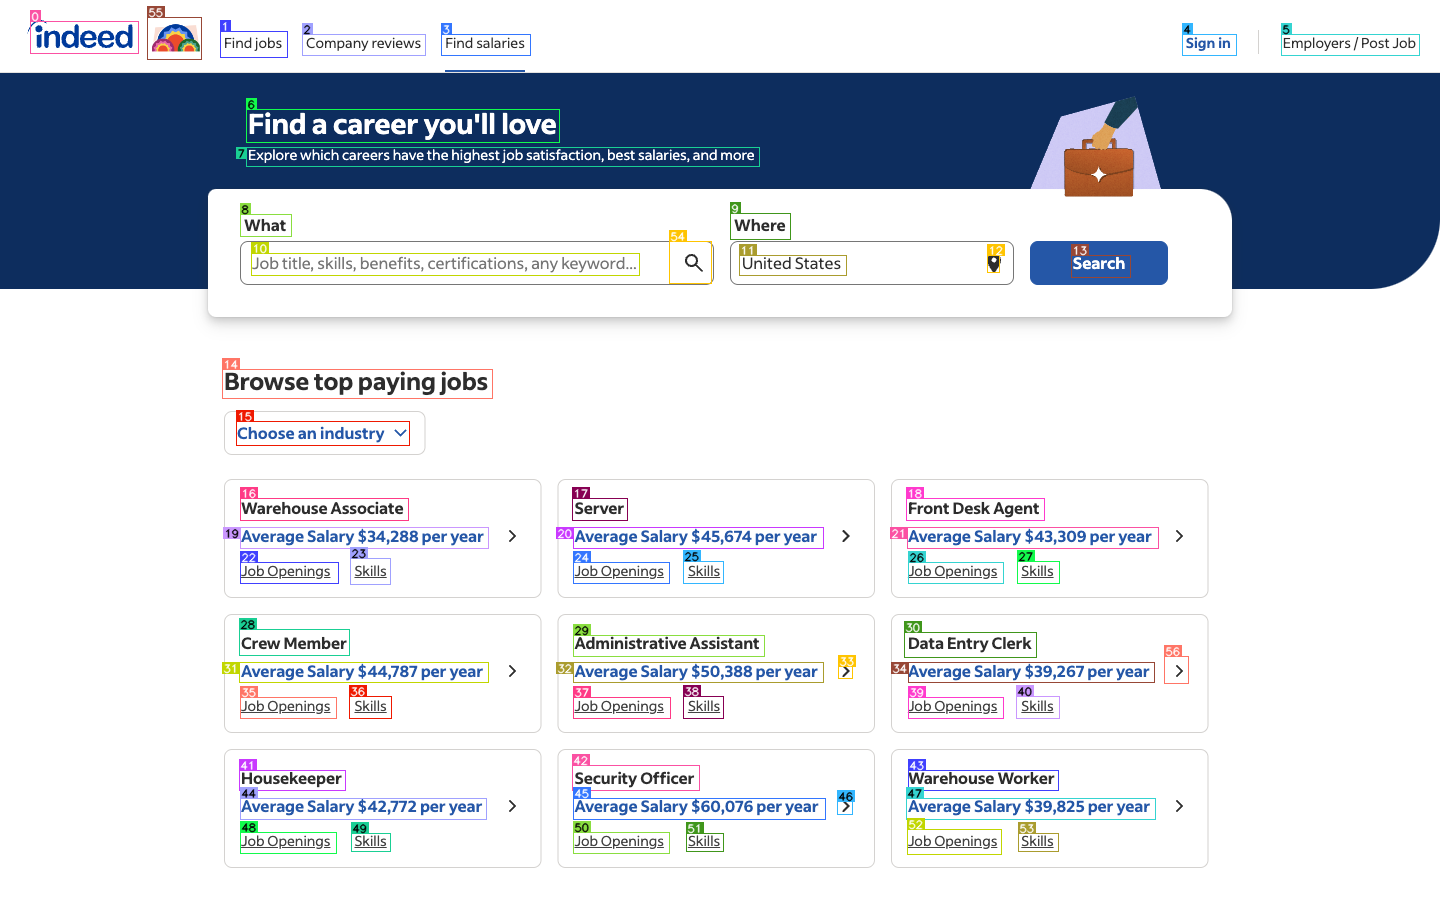 indeed
Find jobs
Company reviews
Find salaries
Sign in
Employers / Post Job
Find a career you'll love
Explore which careers have the highest job satisfaction, best salaries, and more
What
Where
Job title, skills, benefits, certifications, any keyword...
United States
Search
Browse top paying jobs
Choose an industry
Warehouse Associate
Average Salary $34,288 per year
Job Openings
Skills
Server
Average Salary $45,674 per year
Job Openings
Skills
Front Desk Agent
Average Salary $43,309 per year
Job Openings
Skills
Crew Member
Average Salary $44,787 per year
Job Openings
Skills
Administrative Assistant
Average Salary $50,388 per year
Job Openings
Skills
Data Entry Clerk
Average Salary $39,267 per year
Job Openings
Skills
Housekeeper
Average Salary $42,772 per year
Job Openings
Skills
Security Officer
Average Salary $60,076 per year
Job Openings
Skills
Warehouse Worker
Average Salary $39,825 per year
Job Openings
Skills
0
55
1
2
3
4
5
6
7
8
9
10
54
11
12
13
14
15
16
17
18
19
20
21
22
23
24
25
26
27
28
29
30
31
32
33
34
56
35
36
37
38
39
40
41
42
43
44
45
46
47
48
49
50
51
52
53